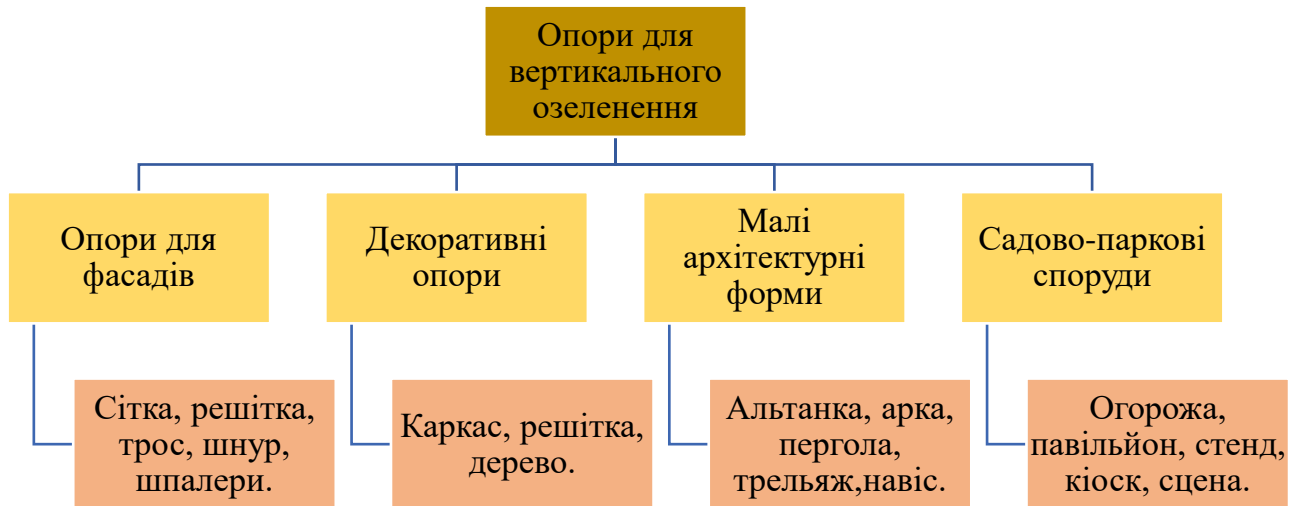 Опори для
вертикального
озеленення
Опори для
фасадів
Декоративні
опори
Малі
архітектурні
форми
Садово-паркові
споруди
Сітка, решітка,
трос, шнур,
шпалери.
Каркас, решітка,
дерево.
Альтанка, арка,
пергола,
трельяж,навіс.
Огорожа,
павільйон, стенд,
кіоск, сцена.